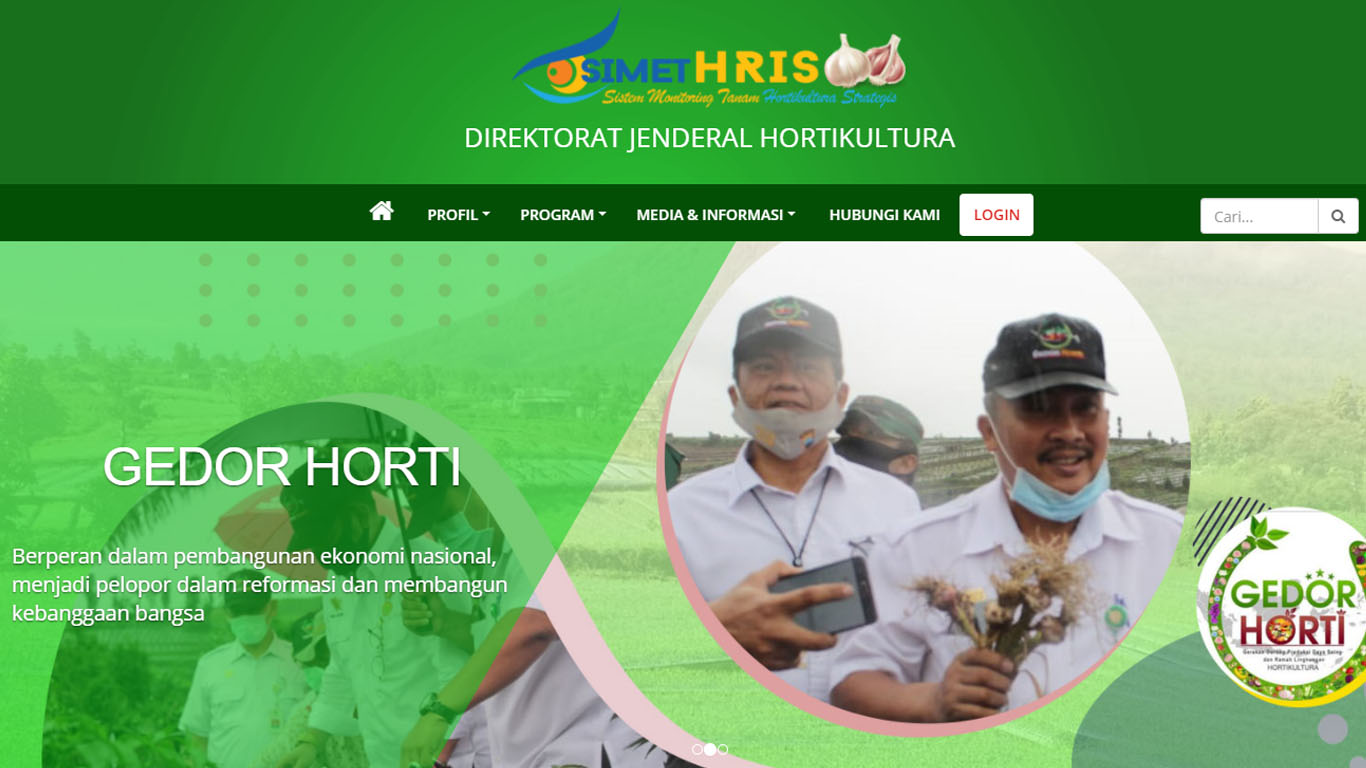 SIMETHRIS
Sistem Monitoring Tanam Hortikultura Strategis
DIREKTORAT JENDERAL HORTIKULTURA
PROFIL
PROGRAM
MEDIA & INFORMASI
HUBUNGI KAMI
LOGIN
Cari...
GEDOR HORTI
Berperan dalam pembangunan ekonomi nasional,
menjadi pelopor dalam reformasi dan membangun
kebanggaan bangsa
GEDOR
HORTI
Gerakan Dorong Produksi Daya Saing
dan Ramah Lingkungan
HORTIKULTURA